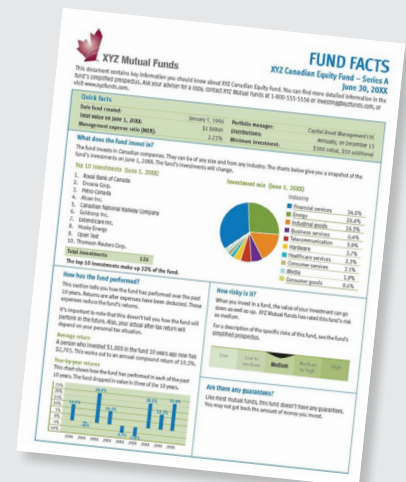 XYZ Mutual Funds
FUND FACTS
XYZ Canadian Equity Fund – Series A
June 30, 20XX
This document contains key information you should know about XYZ Canadian Equity Fund. You can find more detailed information in the
fund's simplified prospectus. Ask your adviser for a copy, contact XYZ Mutual Funds at 1-800-555-5556 or investing@xyzfunds.com, or
visit www.xyzfunds.com.
Quick facts
Date fund created: January 1, 1996
Total value on June 1, 20XX: $1 billion
Management expense ratio (MER): 2.25%
Portfolio manager: Capital Asset Management Ltd.
Distributions: Annually, on December 15
Minimum investment: $500 initial, $50 additional
What does the fund invest in?
The fund invests in Canadian companies. They can be of any size and from any industry. The charts below give you a snapshot of the
fund's investments on June 1, 20XX. The fund's investments will change.
Top 10 investments (June 1, 20XX)
1. Royal Bank of Canada
2. Encana Corp.
3. Petro-Canada
4. Alcan Inc.
5. Canadian National Railway Company
6. Goldcorp Inc.
7. Extendicare Inc.
8. Husky Energy
9. Open Text
10. Thomson Reuters Corp.
Total investments 126
The top 10 investments make up 32% of the fund.
Investment mix (June 1, 20XX)
Industry
Financial services 34.0%
Energy
Industrial goods 16.5%
Business services 6.4%
Telecommunication
Hardware 3.7%
Healthcare services
Consumer services
Media
Consumer goods
How has the fund performed?
This section tells you how the fund has performed over the past
10 years. Returns are after expenses have been deducted. These
expenses reduce the fund's returns.
It's important to note that this doesn't tell you how the fund will
perform in the future. Also, your actual after-tax return will
depend on your personal tax situation.
Average return
A person who invested $1,000 in the fund 10 years ago now has
$2,705. This works out to an annual compound return of 10.5%.
Year-by-year returns
This chart shows how the fund has performed in each of the past
10 years. The fund dropped in value in three of the 10 years.
How risky is it?
When you invest in a fund, the value of your investment can go
down as well as up. XYZ Mutual Funds has rated this fund's risk
as medium.
For a description of the specific risks of this fund, see the fund's
simplified prospectus.
Low
Low to medium
Medium
Medium to high
High
Are there any guarantees?
Like most mutual funds, this fund doesn't have any guarantees.
You may not get back the amount of money you invest.